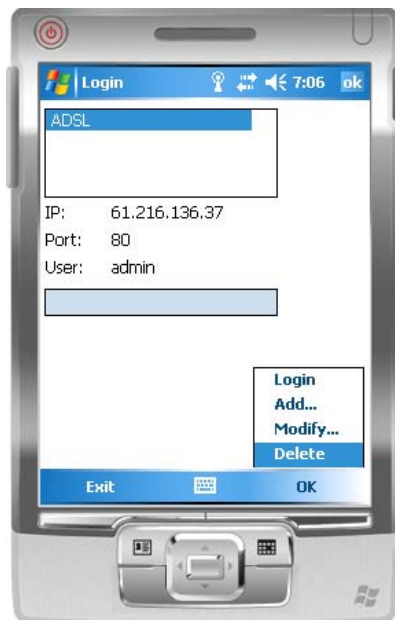 Login 7:06 ok
ADSL
IP: 61.216.136.37
Port: 80
User: admin
Login
Add...
Modify...
Delete
Exit OK